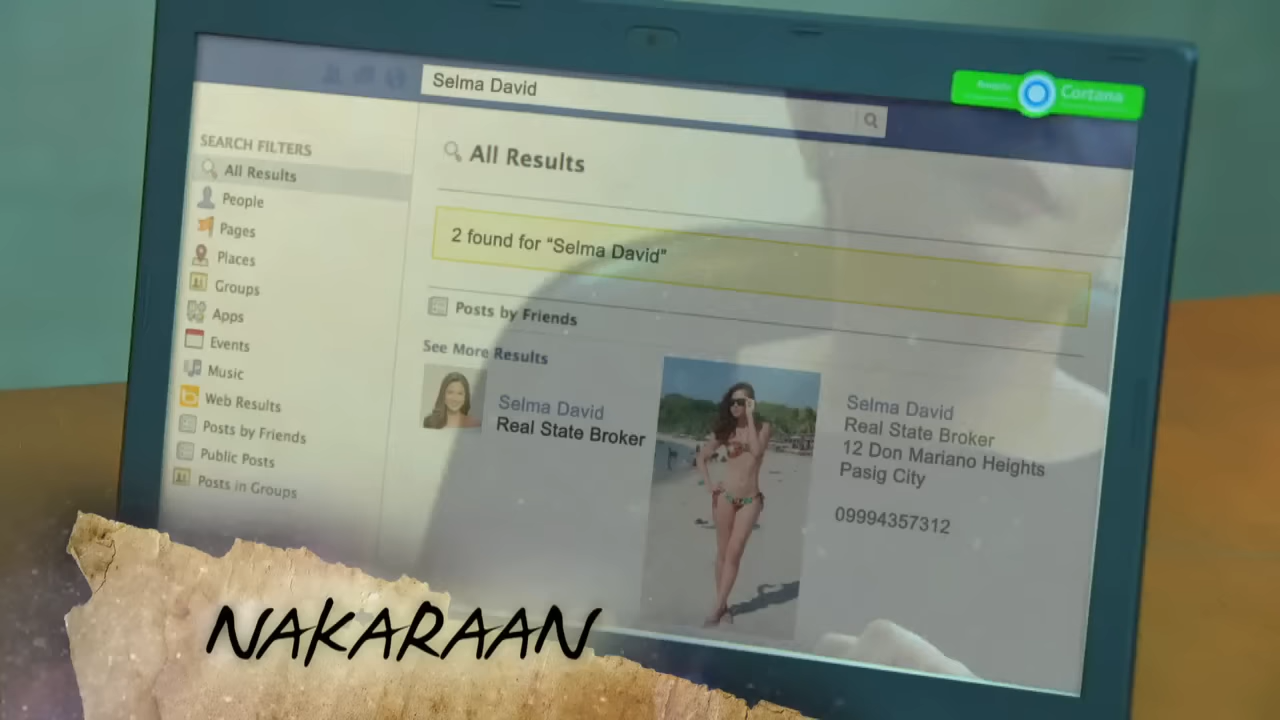 Selma David
Cortana
SEARCH FILTERS
All Results
People
Pages
Places
Groups
Apps
Events
Music
Web Results
Posts by Friends
Public Posts
Posts in Groups
All Results
2 found for “Selma David”
Posts by Friends
See More Results
Selma David
Real State Broker
Selma David
Real State Broker
12 Don Mariano Heights
Pasig City
09994357312
NAKARAAN